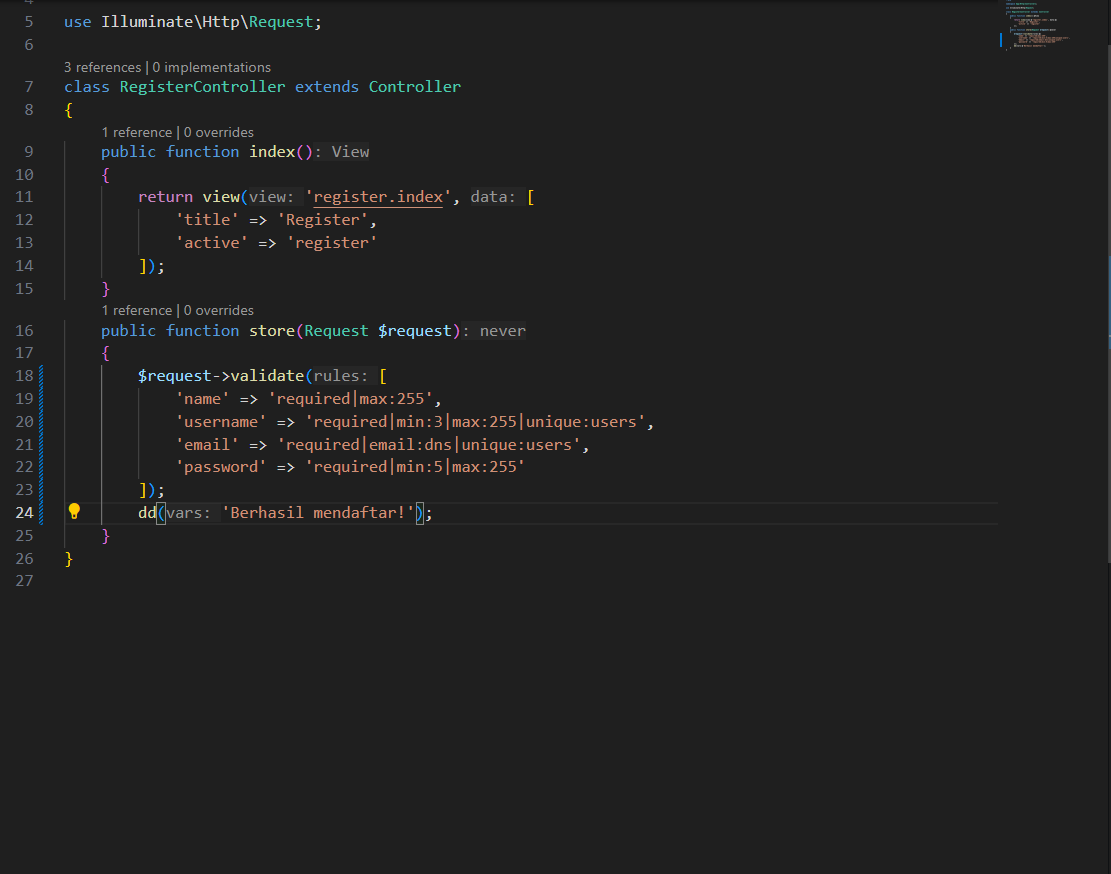 4
5 use Illuminate\Http\Request;
6
3 references | 0 implementations
7 class RegisterController extends Controller
8 {
1 reference | 0 overrides
9 public function index(): View
10 {
11 return view(view: 'register.index', data: [
12 'title' => 'Register',
13 'active' => 'register'
14 ]);
15 }
1 reference | 0 overrides
16 public function store(Request $request): never
17 {
18 $request->validate(rules: [
19 'name' => 'required|max:255',
20 'username' => 'required|min:3|max:255|unique:users',
21 'email' => 'required|email:dns|unique:users',
22 'password' => 'required|min:5|max:255'
23 ]);
24 dd(vars: 'Berhasil mendaftar!');
25 }
26 }
27